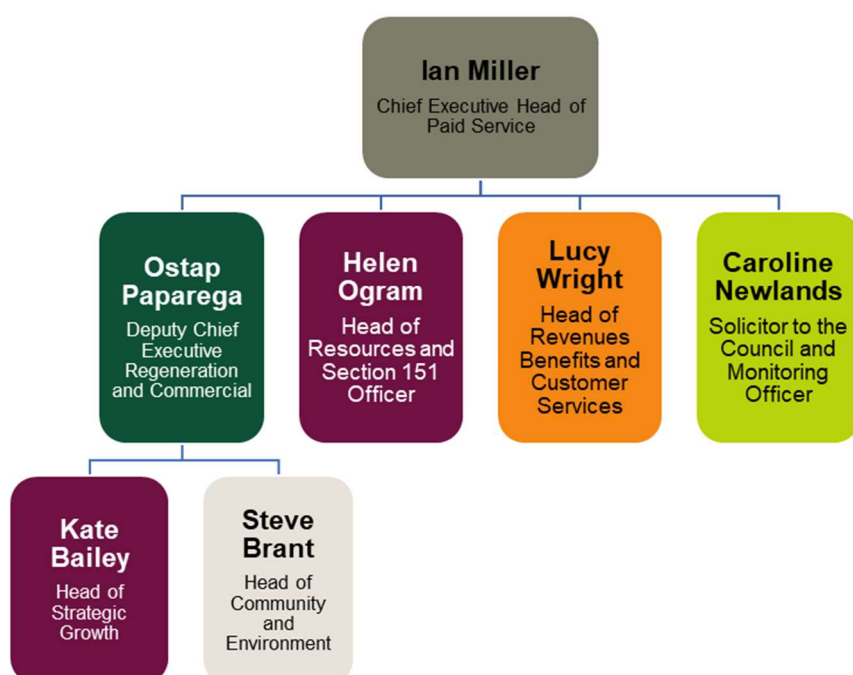 Ian Miller
Chief Executive Head of
Paid Service
Ostap
Paparega
Deputy Chief
Executive
Regeneration
and Commercial
Helen
Ogram
Head of
Resources and
Section 151
Officer
Lucy
Wright
Head of
Revenues
Benefits and
Customer
Services
Caroline
Newlands
Solicitor to the
Council and
Monitoring
Officer
Kate
Bailey
Head of
Strategic
Growth
Steve
Brant
Head of
Community
and
Environment